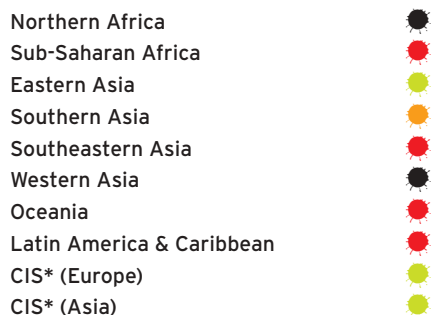 Northern Africa
Sub-Saharan Africa
Eastern Asia
Southern Asia
Southeastern Asia
Western Asia
Oceania
Latin America & Caribbean
CIS* (Europe)
CIS* (Asia)